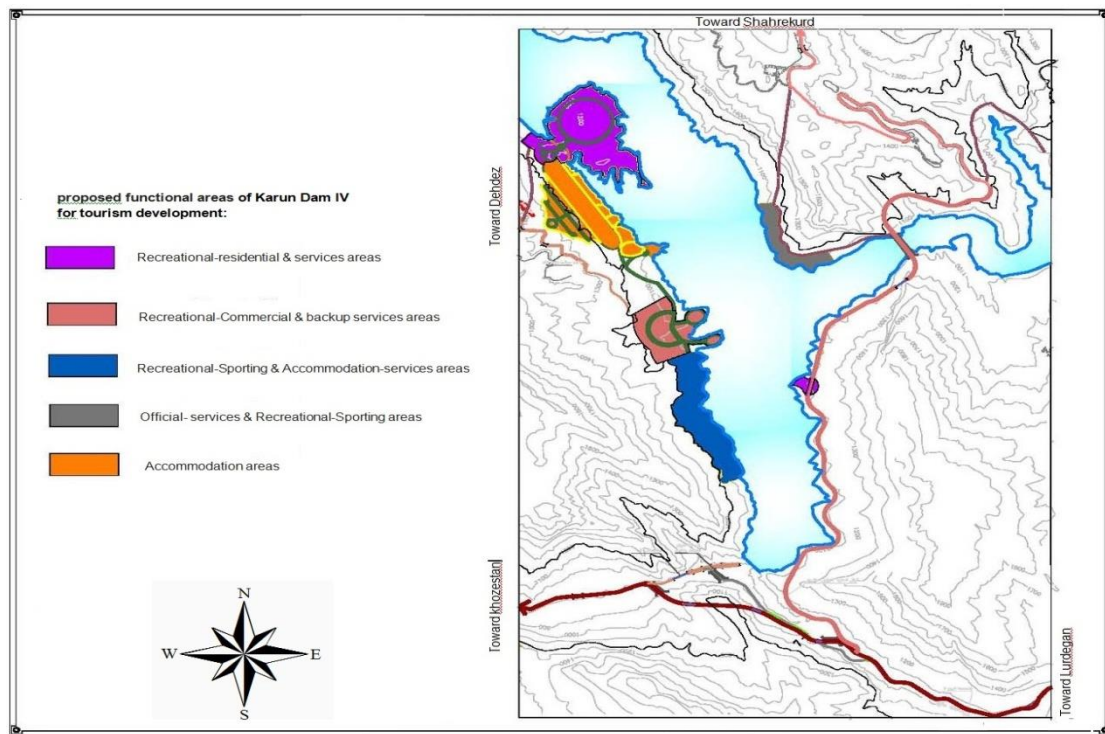 Toward Shahrekurd
proposed functional areas of Karun Dam IV
for tourism development:
Recreational-residential & services areas
Recreational-Commercial & backup services areas
Recreational-Sporting & Accommodation-services areas
Official- services & Recreational-Sporting areas
Accommodation areas
Toward Dehdez
Toward khozestan
Toward Lurdegan
N
W
E
S